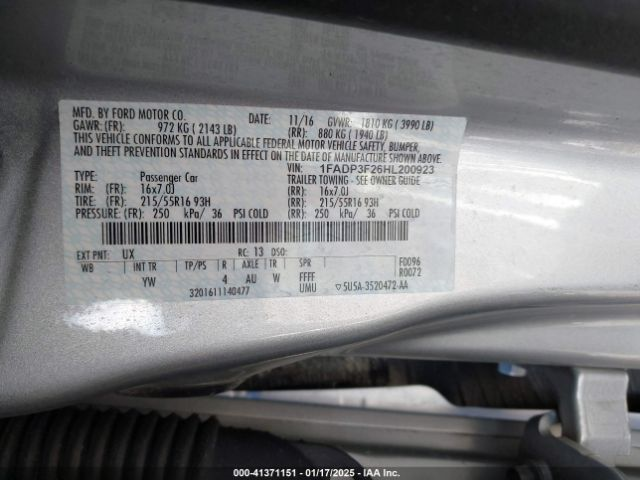 MFD. BY FORD MOTOR CO. DATE: 11/16 GVWR: 1810 KG ( 3990 LB)
GAWR: (FR): 972 KG ( 2143 LB) (RR): 880 KG ( 1940 LB)
THIS VEHICLE CONFORMS TO ALL APPLICABLE FEDERAL MOTOR VEHICLE SAFETY, BUMPER,
AND THEFT PREVENTION STANDARDS IN EFFECT ON THE DATE OF MANUFACTURE SHOWN ABOVE.
VIN: 1FADP3F26HL200923
TYPE: Passenger Car TRAILER TOWING - SEE OWNER GUIDE
RIM: (FR): 16x7.0J (RR): 16x7.0J
TIRE: (FR): 215/55R16 93H (RR): 215/55R16 93H
PRESSURE: (FR): 250 kPa/ 36 PSI COLD (RR): 250 kPa/ 36 PSI COLD
EXT PNT: UX RC: 13 DSO: F0096
WB INT TR TP/PS R AXLE TR SPR R0072
YW 4 AU W FFFF
3201611140477 UMU 5U5A-3520472-AA
000-41371151 | 01/17/2025 | IAA Inc.